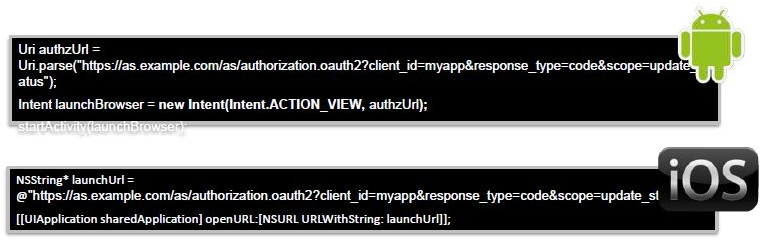 Uri authzUrl =
Uri.parse("https://as.example.com/as/authorization.oauth2?client_id=myapp&response_type=code&scope=update_
atus");
Intent launchBrowser = new Intent(Intent.ACTION_VIEW, authzUrl);
startActivity(launchBrowser);
NSString* launchUrl =
@"https://as.example.com/as/authorization.oauth2?client_id=myapp&response_type=code&scope=update_st
[[UIApplication sharedApplication] openURL:[NSURL URLWithString: launchUrl]];
iOS